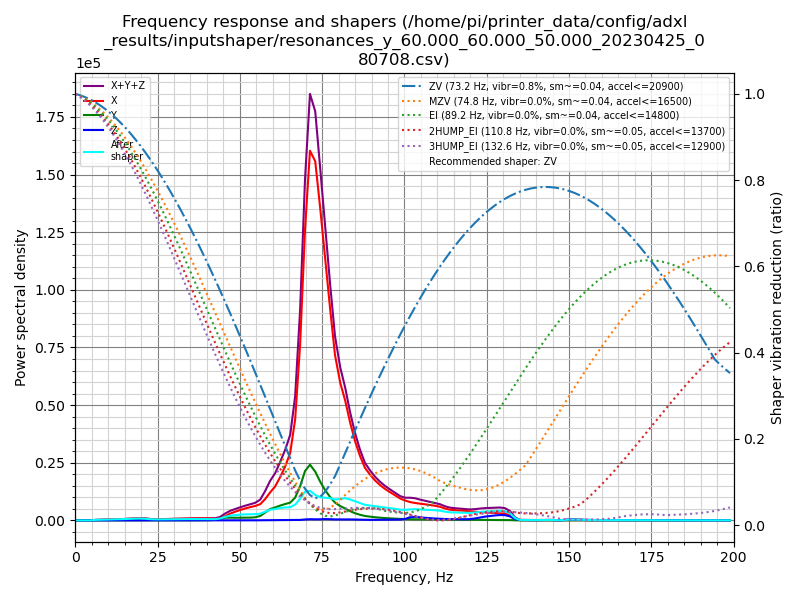 Frequency response and shapers (/home/pi/printer_data/config/adxl
_results/inputshaper/resonances_y_60.000_60.000_50.000_20230425_0
80708.csv)
1e5
X+Y+Z
X
Y
Z
After
shaper
ZV (73.2 Hz, vibr=0.8%, sm~=0.04, accel<=20900)
MZV (74.8 Hz, vibr=0.0%, sm~=0.04, accel<=16500)
EI (89.2 Hz, vibr=0.0%, sm~=0.04, accel<=14800)
2HUMP_EI (110.8 Hz, vibr=0.0%, sm~=0.05, accel<=13700)
3HUMP_EI (132.6 Hz, vibr=0.0%, sm~=0.05, accel<=12900)
Recommended shaper: ZV
Power spectral density
1.75
1.50
1.25
1.00
0.75
0.50
0.25
0.00
1.0
0.8
0.6
0.4
0.2
0.0
Shaper vibration reduction (ratio)
0 25 50 75 100 125 150 175 200
Frequency, Hz